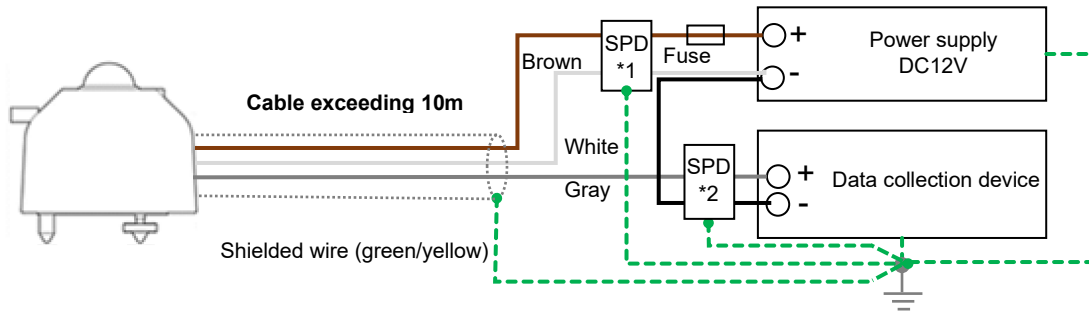 SPD
*1
Brown
Fuse
+
-
Power supply
DC12V
Cable exceeding 10m
White
Gray
SPD
*2
+
-
Data collection device
Shielded wire (green/yellow)